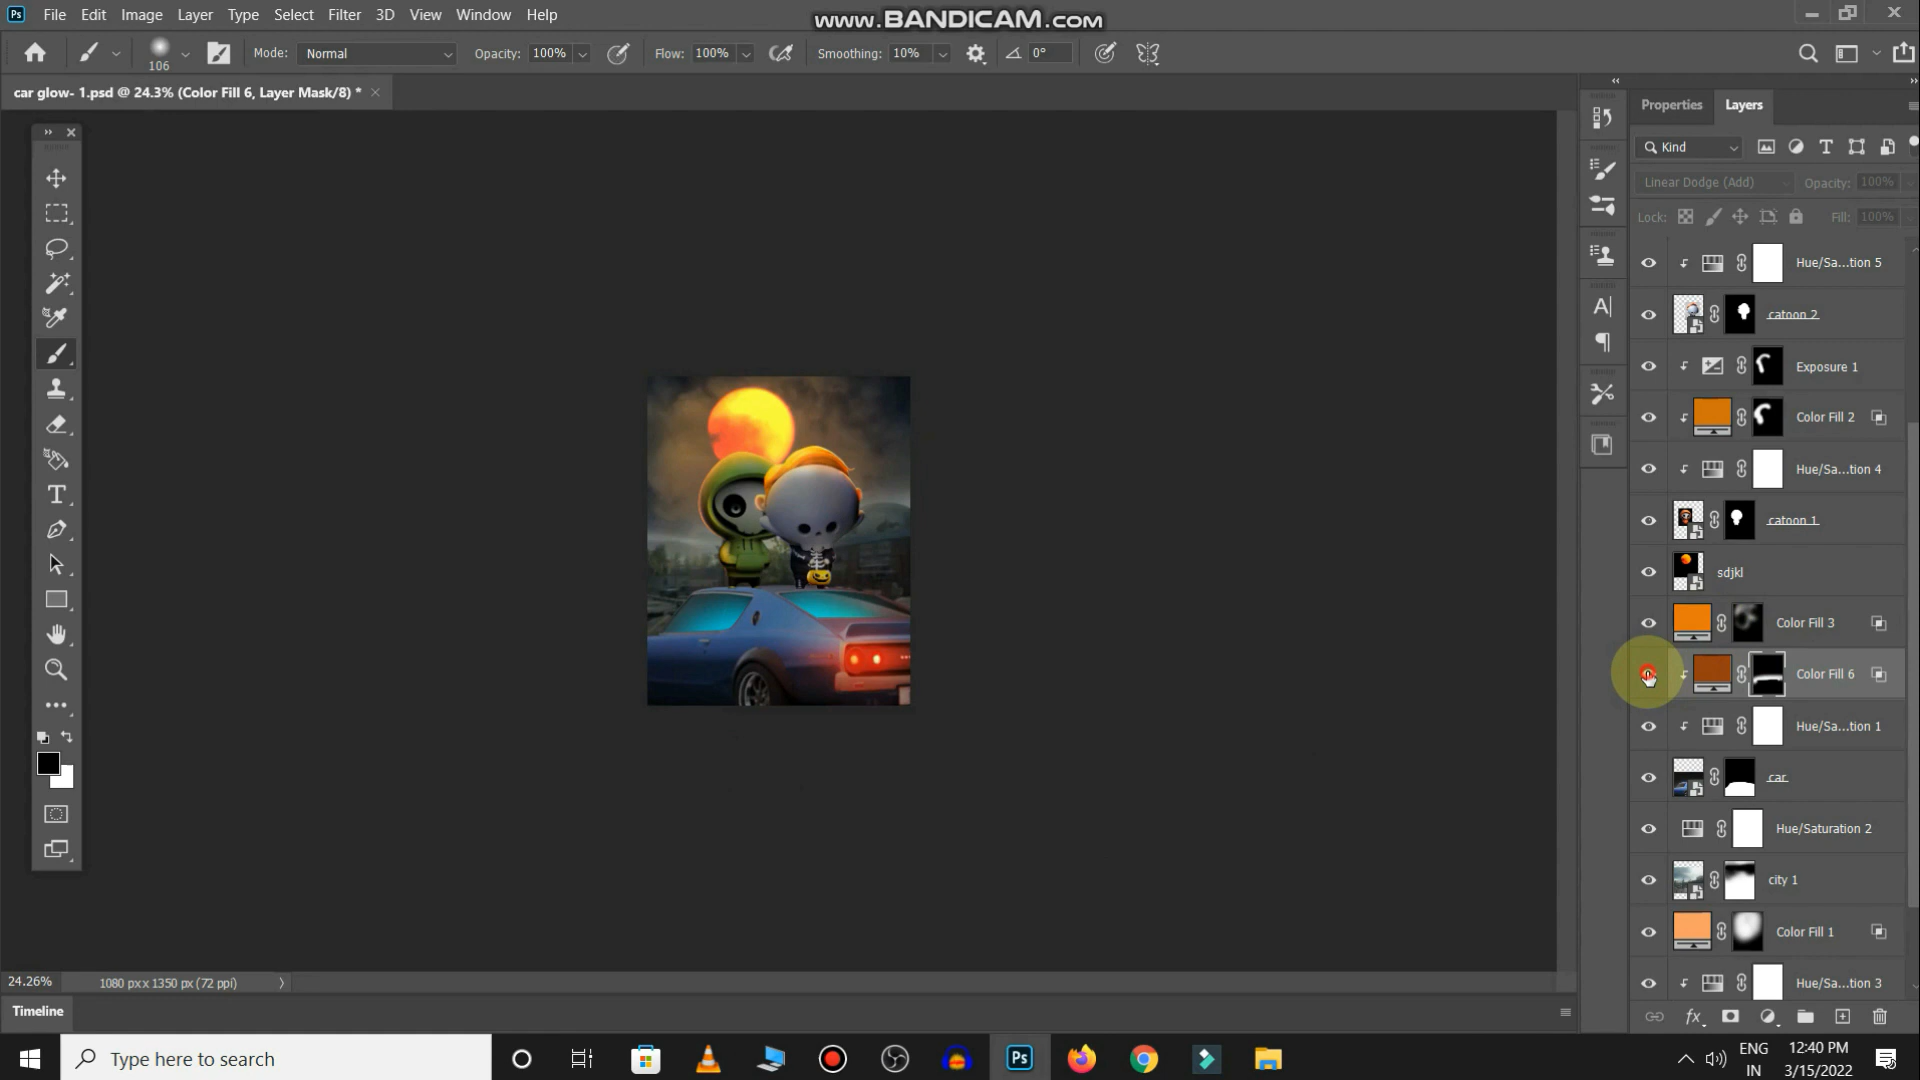 File Edit Image Layer Type Select Filter 3D View Window Help
www.BANDICAM.com
106 Mode: Normal Opacity: 100% Flow: 100% Smoothing: 10% 0°
car glow- 1.psd @ 24.3% (Color Fill 6, Layer Mask/8) *
Properties Layers
Kind
Linear Dodge (Add) Opacity: 100%
Lock: Fill: 100%
Hue/Sa...tion 5
catoon 2
Exposure 1
Color Fill 2
Hue/Sa...tion 4
catoon 1
sdjkl
Color Fill 3
Color Fill 6
Hue/Sa...tion 1
car
Hue/Saturation 2
city 1
Color Fill 1
Hue/Sa...tion 3
24.26% 1080 px x 1350 px (72 ppi)
Timeline
Type here to search
ENG
IN
12:40 PM
3/15/2022